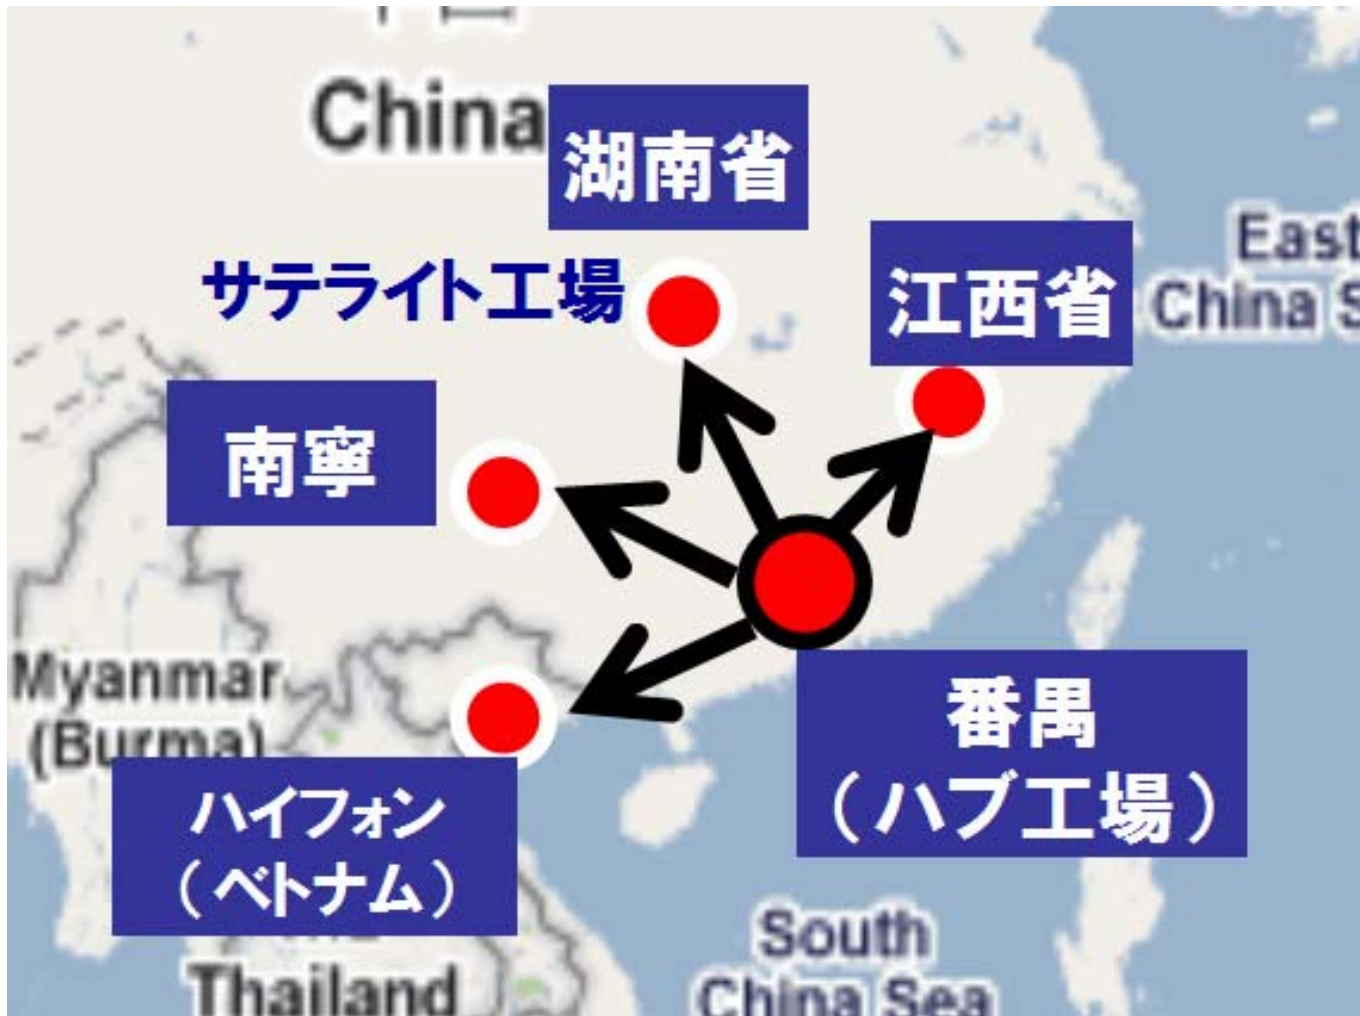 China
湖南省
East
China S
サテライト工場
江西省
南寧
Myanmar
(Burma)
番禺
（ハブ工場）
ハイフォン
（ベトナム）
South
China Sea
Thailand